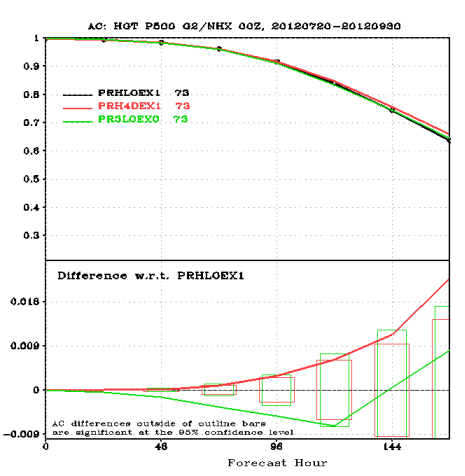 AC: HGT P500 G2/NHX 00Z, 20120720-20120930
1
0.9
0.8
0.7
0.6
0.5
0.4
0.3
PRHLOEX1 73
PRH4DEX1 73
PR3LOEX0 73
Difference w.r.t. PRHLOEX1
0.018
0.009
0
-0.009
AC differences outside of outline bars
are significant at the 95% confidence level
0 48 96 144
Forecast Hour